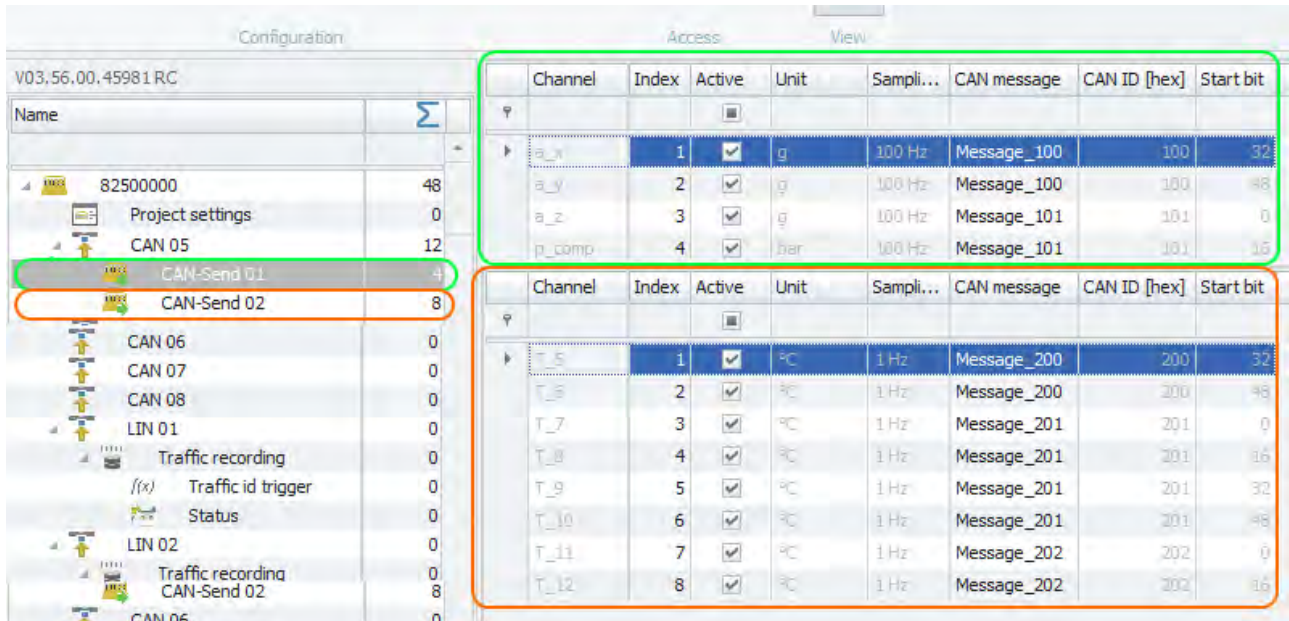 Configuration Access View
V03.56.00.45981 RC
Name Σ
82500000 48
Project settings 0
CAN 05 12
CAN-Send 01 4
CAN-Send 02 8
CAN 06 0
CAN 07 0
CAN 08 0
LIN 01 0
Traffic recording 0
f(x) Traffic id trigger 0
Status 0
LIN 02 0
Traffic recording 0
CAN-Send 02 8
CAN 06 0
Channel Index Active Unit Sampli... CAN message CAN ID [hex] Start bit
a_x 1 g 100 Hz Message_100 100 32
a_y 2 g 100 Hz Message_100 100 48
a_z 3 g 100 Hz Message_101 101 0
p_comp 4 bar 100 Hz Message_101 101 16
Channel Index Active Unit Sampli... CAN message CAN ID [hex] Start bit
T_5 1 °C 1 Hz Message_200 200 32
T_6 2 °C 1 Hz Message_200 200 48
T_7 3 °C 1 Hz Message_201 201 0
T_8 4 °C 1 Hz Message_201 201 16
T_9 5 °C 1 Hz Message_201 201 32
T_10 6 °C 1 Hz Message_201 201 48
T_11 7 °C 1 Hz Message_202 202 0
T_12 8 °C 1 Hz Message_202 202 16